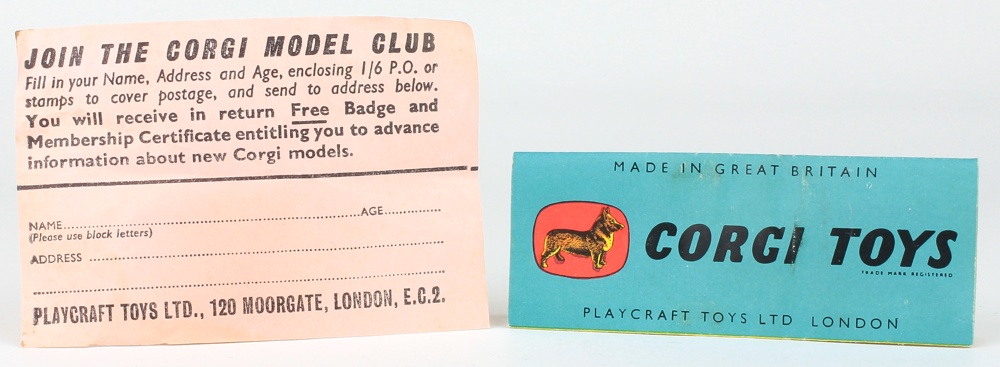 JOIN THE CORGI MODEL CLUB
Fill in your Name, Address and Age, enclosing 1/6 P.O. or
stamps to cover postage, and send to address below.
You will receive in return Free Badge and
Membership Certificate entitling you to advance
information about new Corgi models.
NAME AGE
(Please use block letters)
ADDRESS
PLAYCRAFT TOYS LTD., 120 MOORGATE, LONDON, E.C.2.
MADE IN GREAT BRITAIN
CORGI TOYS
TRADE MARK REGISTERED
PLAYCRAFT TOYS LTD LONDON